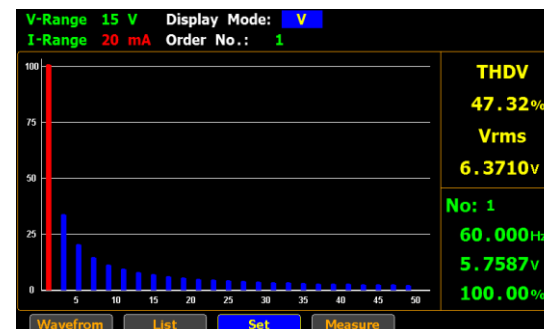 V-Range 15 V Display Mode: V
I-Range 20 mA Order No.: 1
100
75
50
25
0
5 10 15 20 25 30 35 40 45 50
THDV
47.32%
Vrms
6.3710V
No: 1
60.000Hz
5.7587V
100.00%
Wavefrom List Set Measure